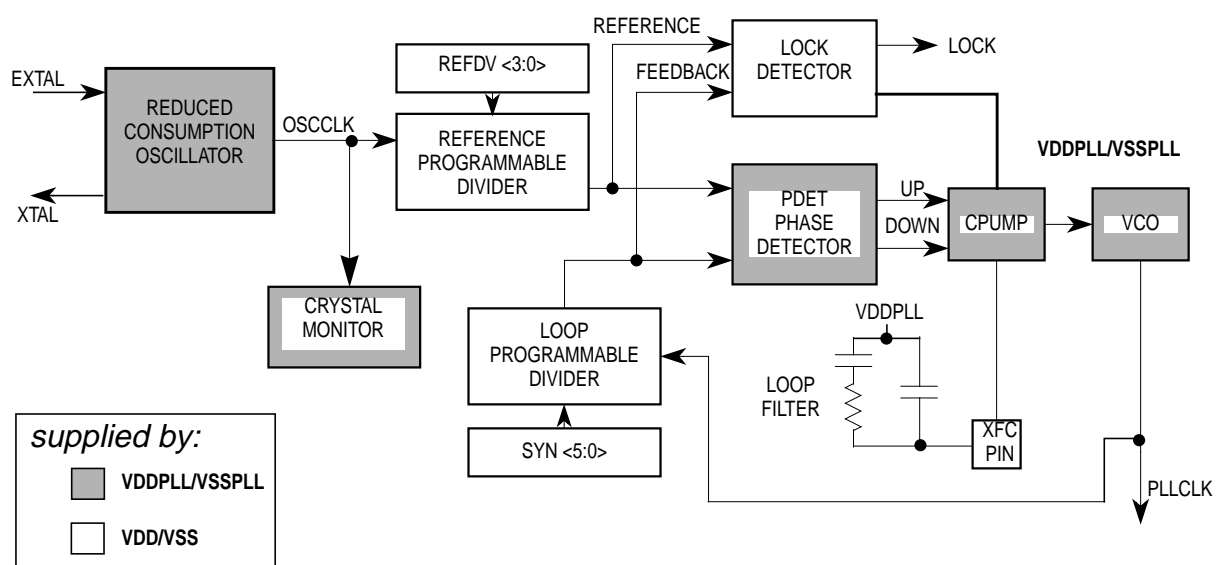 REFERENCE
REFDV <3:0>
LOCK
DETECTOR
LOCK
EXTAL
FEEDBACK
REDUCED
CONSUMPTION
OSCILLATOR
OSCCLK
REFERENCE
PROGRAMMABLE
DIVIDER
VDDPLL/VSSPLL
XTAL
PDET
PHASE
DETECTOR
UP
DOWN
CPUMP
VCO
CRYSTAL
MONITOR
LOOP
PROGRAMMABLE
DIVIDER
VDDPLL
LOOP
FILTER
XFC
PIN
SYN <5:0>
PLLCLK
supplied by:
VDDPLL/VSSPLL
VDD/VSS